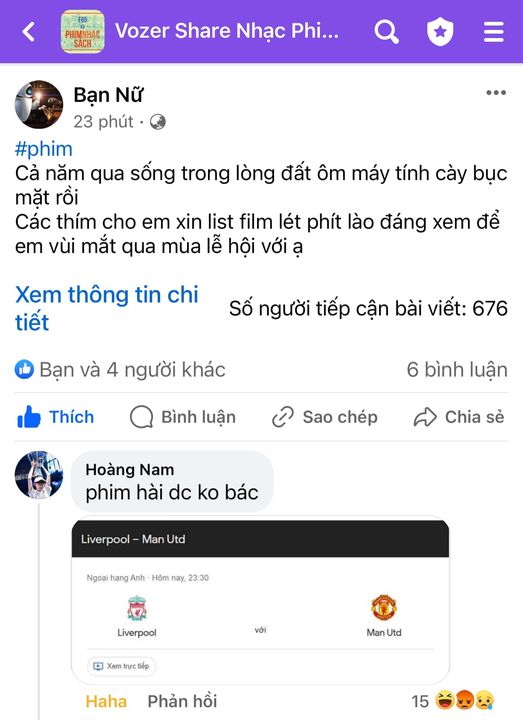 FGS
PHIMNHẠC
SÁCH
Vozer Share Nhạc Phi...
Bạn Nữ
23 phút ·
#phim
Cả năm qua sống trong lòng đất ôm máy tính cày bục
mặt rồi
Các thím cho em xin list film lét phít lào đáng xem để
em vùi mắt qua mùa lễ hội với ạ
Xem thông tin chi
tiết
Số người tiếp cận bài viết: 676
Bạn và 4 người khác
6 bình luận
Thích
Bình luận
Sao chép
Chia sẻ
Hoàng Nam
phim hài dc ko bác
Liverpool – Man Utd
Ngoại hạng Anh · Hôm nay, 23:30
Liverpool
với
Man Utd
Xem trực tiếp
Haha
Phản hồi
15